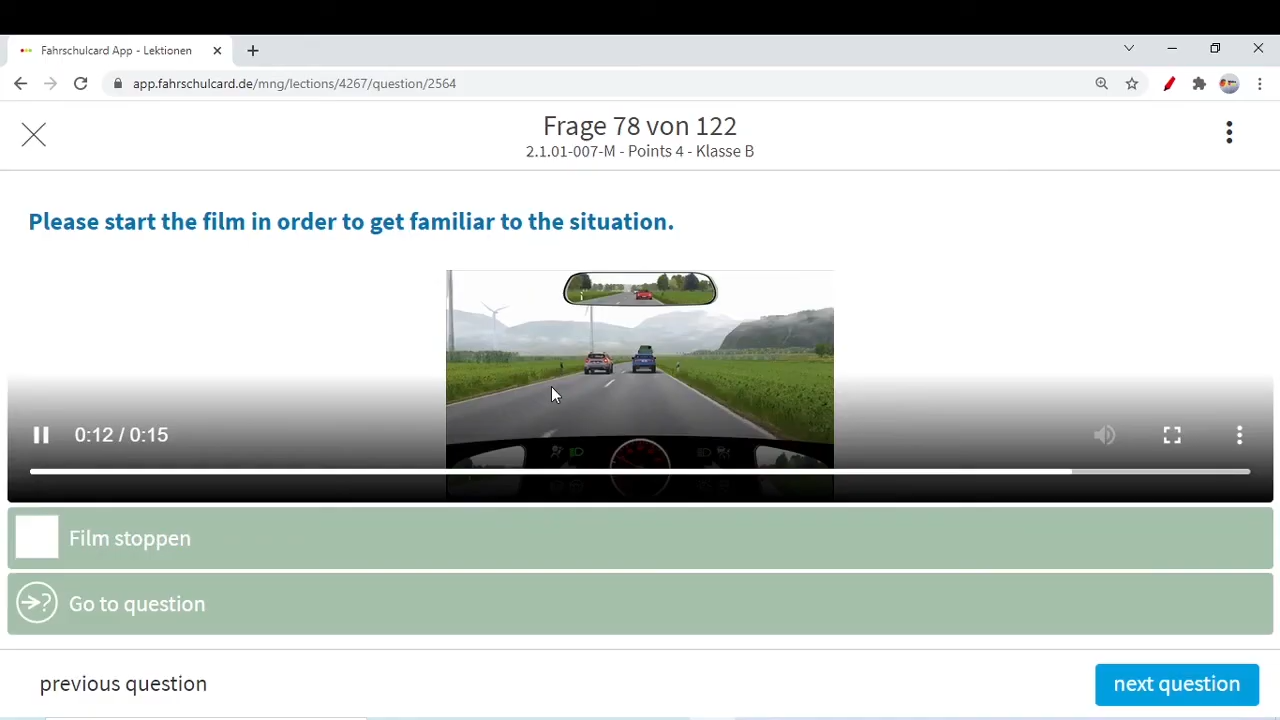 Fahrschulcard App - Lektionen
app.fahrschulcard.de/mng/lections/4267/question/2564
Frage 78 von 122
2.1.01-007-M - Points 4 - Klasse B
Please start the film in order to get familiar to the situation.
0:12 / 0:15
Film stoppen
Go to question
previous question
next question